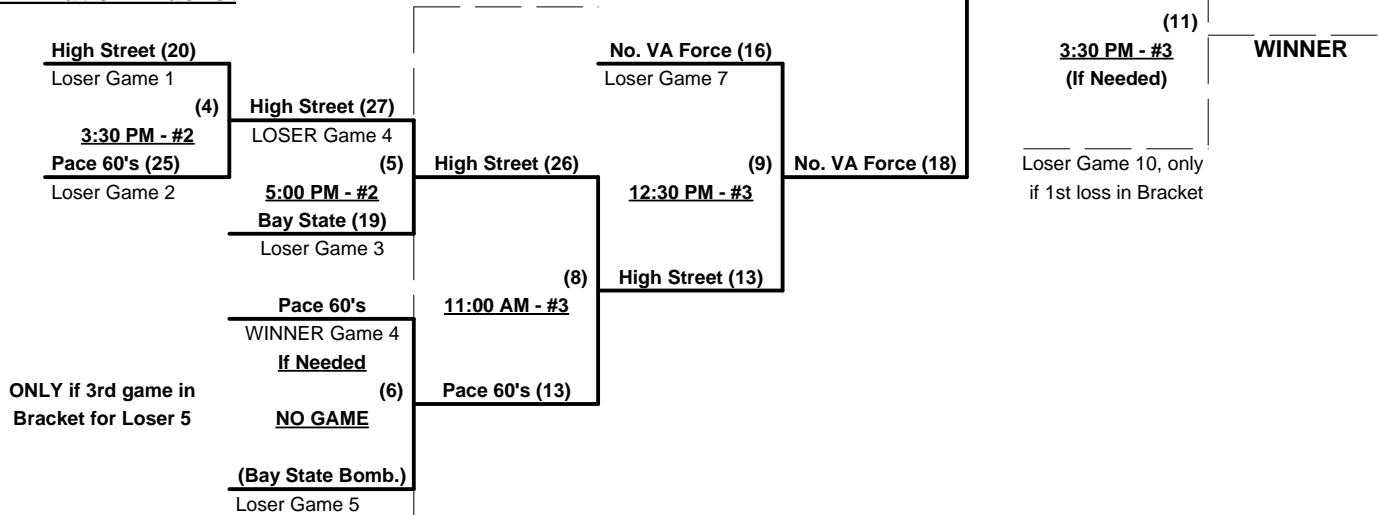 (11)
High Street (20)
No. VA Force (16)
3:30 PM - #3
WINNER
Loser Game 1
Loser Game 7
(If Needed)
(4)
High Street (27)
3:30 PM - #2
LOSER Game 4
Pace 60's (25)
(5)
High Street (26)
(9)
No. VA Force (18)
Loser Game 10, only
Loser Game 2
5:00 PM - #2
12:30 PM - #3
if 1st loss in Bracket
Bay State (19)
Loser Game 3
(8)
High Street (13)
Pace 60's
11:00 AM - #3
WINNER Game 4
If Needed
ONLY if 3rd game in
(6)
Pace 60's (13)
Bracket for Loser 5
NO GAME
(Bay State Bomb.)
Loser Game 5